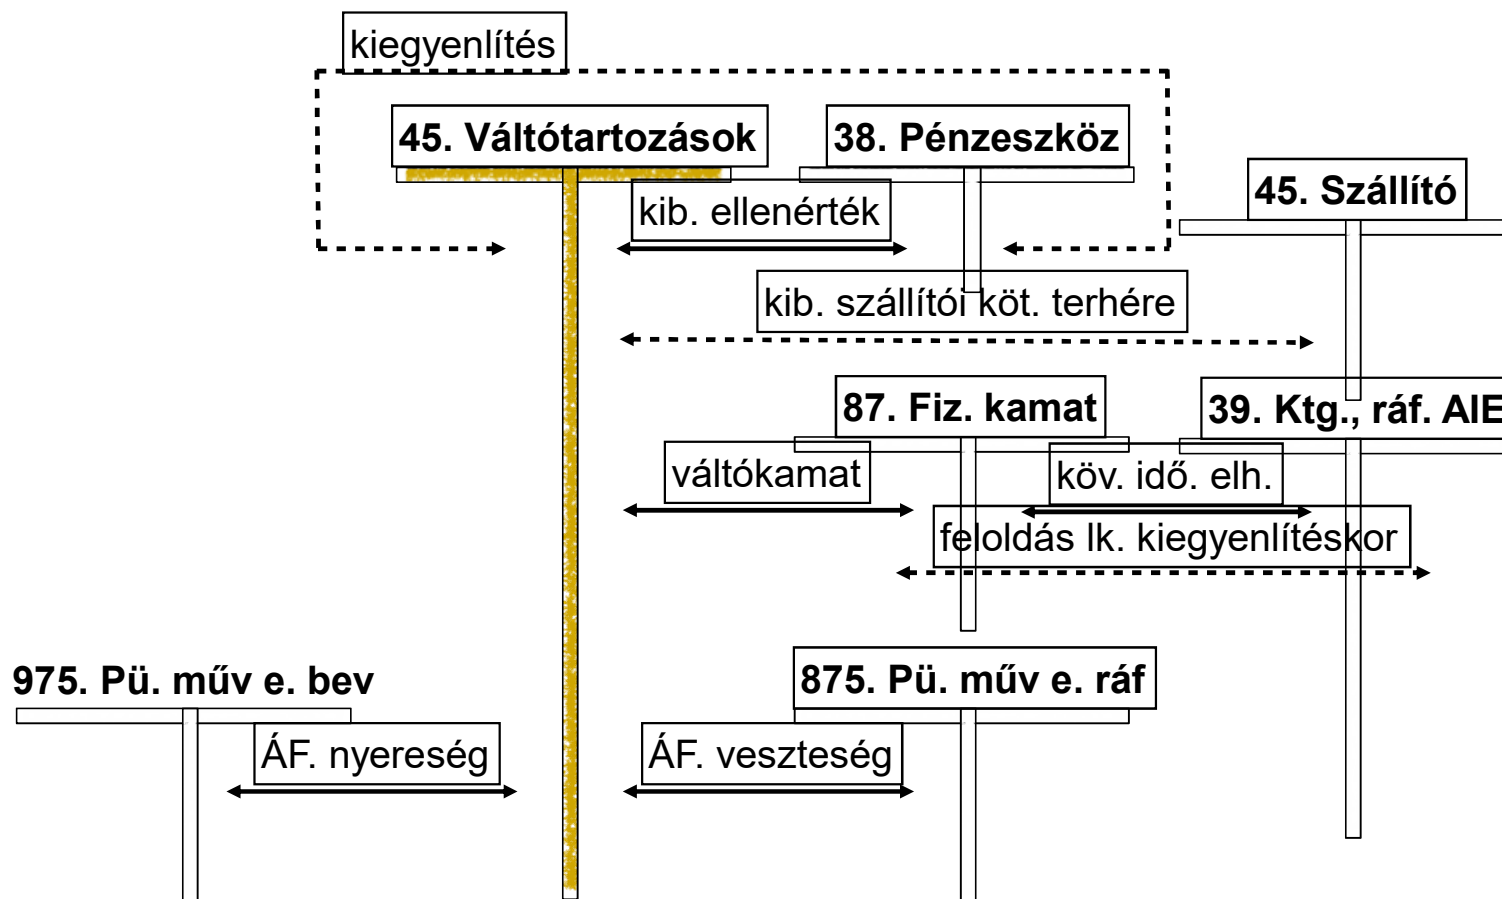 kiegyenlítés
45. Váltótartozások
38. Pénzeszköz
45. Szállító
kib. ellenérték
kib. szállítói köt. terhére
87. Fiz. kamat
39. Ktg., ráf. AIE
váltókamat
köv. idő. elh.
feloldás lk. kiegyenlítéskor
975. Pü. műv e. bev
875. Pü. műv e. ráf
ÁF. nyereség
ÁF. veszteség